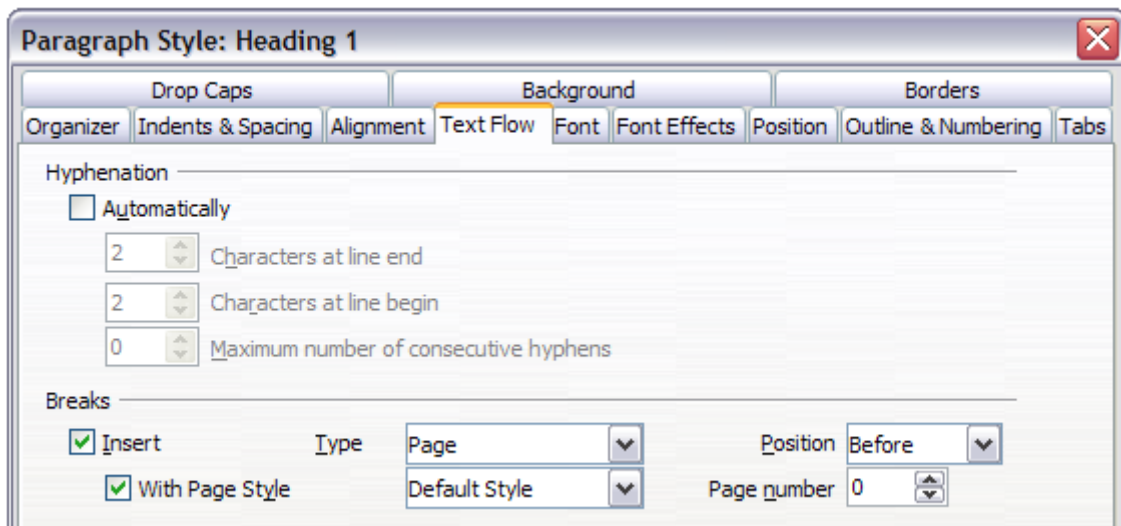 Paragraph Style: Heading 1
Drop Caps Background Borders
Organizer Indents & Spacing Alignment Text Flow Font Font Effects Position Outline & Numbering Tabs
Hyphenation
Automatically
2 Characters at line end
2 Characters at line begin
0 Maximum number of consecutive hyphens
Breaks
Insert Type Page Position Before
With Page Style Default Style Page number 0